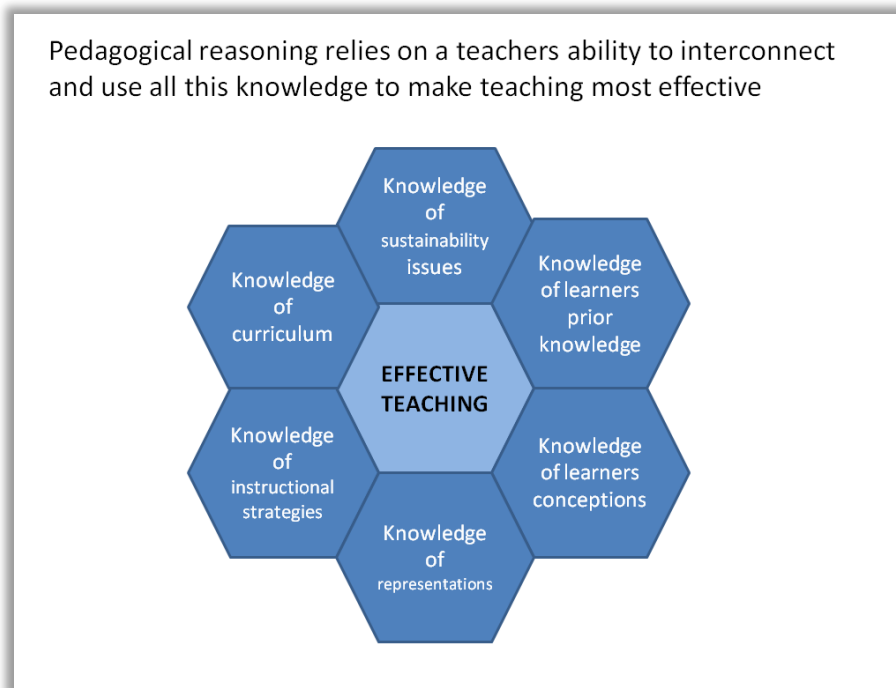 Pedagogical reasoning relies on a teachers ability to interconnect
and use all this knowledge to make teaching most effective
Knowledge
of
sustainability
issues
Knowledge
of learners
prior
knowledge
Knowledge
of learners
conceptions
Knowledge
of
representations
Knowledge
of
instructional
strategies
Knowledge
of
curriculum
EFFECTIVE
TEACHING